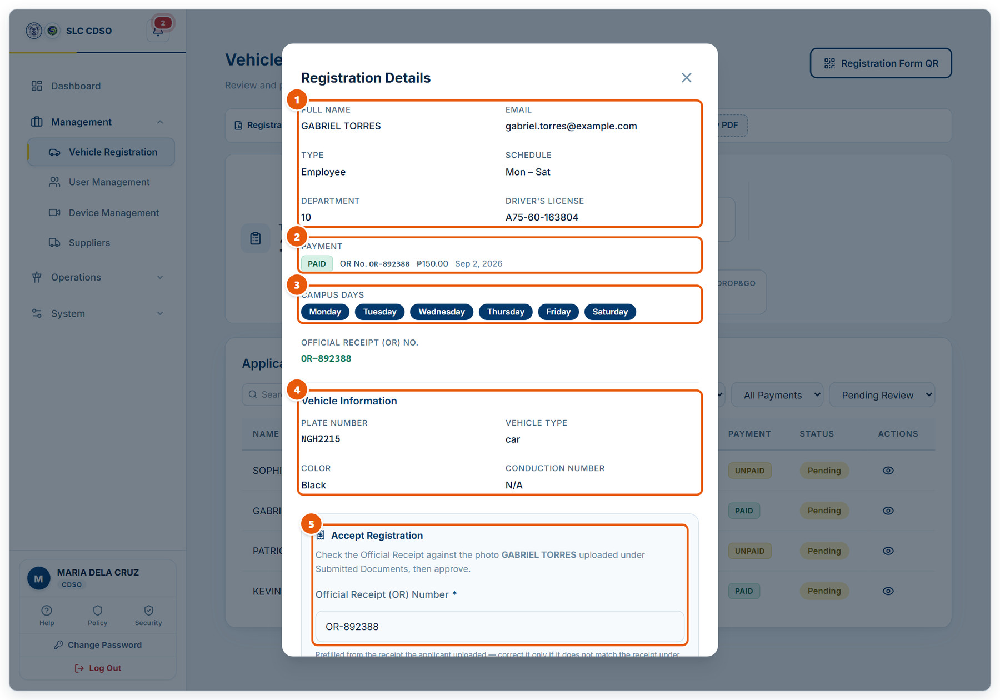 SLC CDSO
2
Dashboard
Management
Vehicle Registration
User Management
Device Management
Suppliers
Operations
System
M
MARIA DELA CRUZ
CDSO
Help
Policy
Security
Change Password
Log Out
Vehicle
Review and
Registration Form QR
PDF
DROP&GO
All Payments
Pending Review
NAME
PAYMENT
STATUS
ACTIONS
UNPAID
Pending
PAID
Pending
UNPAID
Pending
KEVIN
PAID
Pending
Registration Details
1
FULL NAME
EMAIL
GABRIEL TORRES
gabriel.torres@example.com
TYPE
SCHEDULE
Employee
Mon – Sat
DEPARTMENT
DRIVER'S LICENSE
10
A75-60-163804
2
PAYMENT
PAID OR No. OR-892388 ₱150.00 Sep 2, 2026
3
CAMPUS DAYS
Monday Tuesday Wednesday Thursday Friday Saturday
OFFICIAL RECEIPT (OR) NO.
OR-892388
4
Vehicle Information
PLATE NUMBER
VEHICLE TYPE
NGH2215
car
COLOR
CONDUCTION NUMBER
Black
N/A
5
Accept Registration
Check the Official Receipt against the photo GABRIEL TORRES uploaded under
Submitted Documents, then approve.
Official Receipt (OR) Number *
OR-892388
Prefilled from the receipt the applicant uploaded — correct it only if it does not match the receipt under